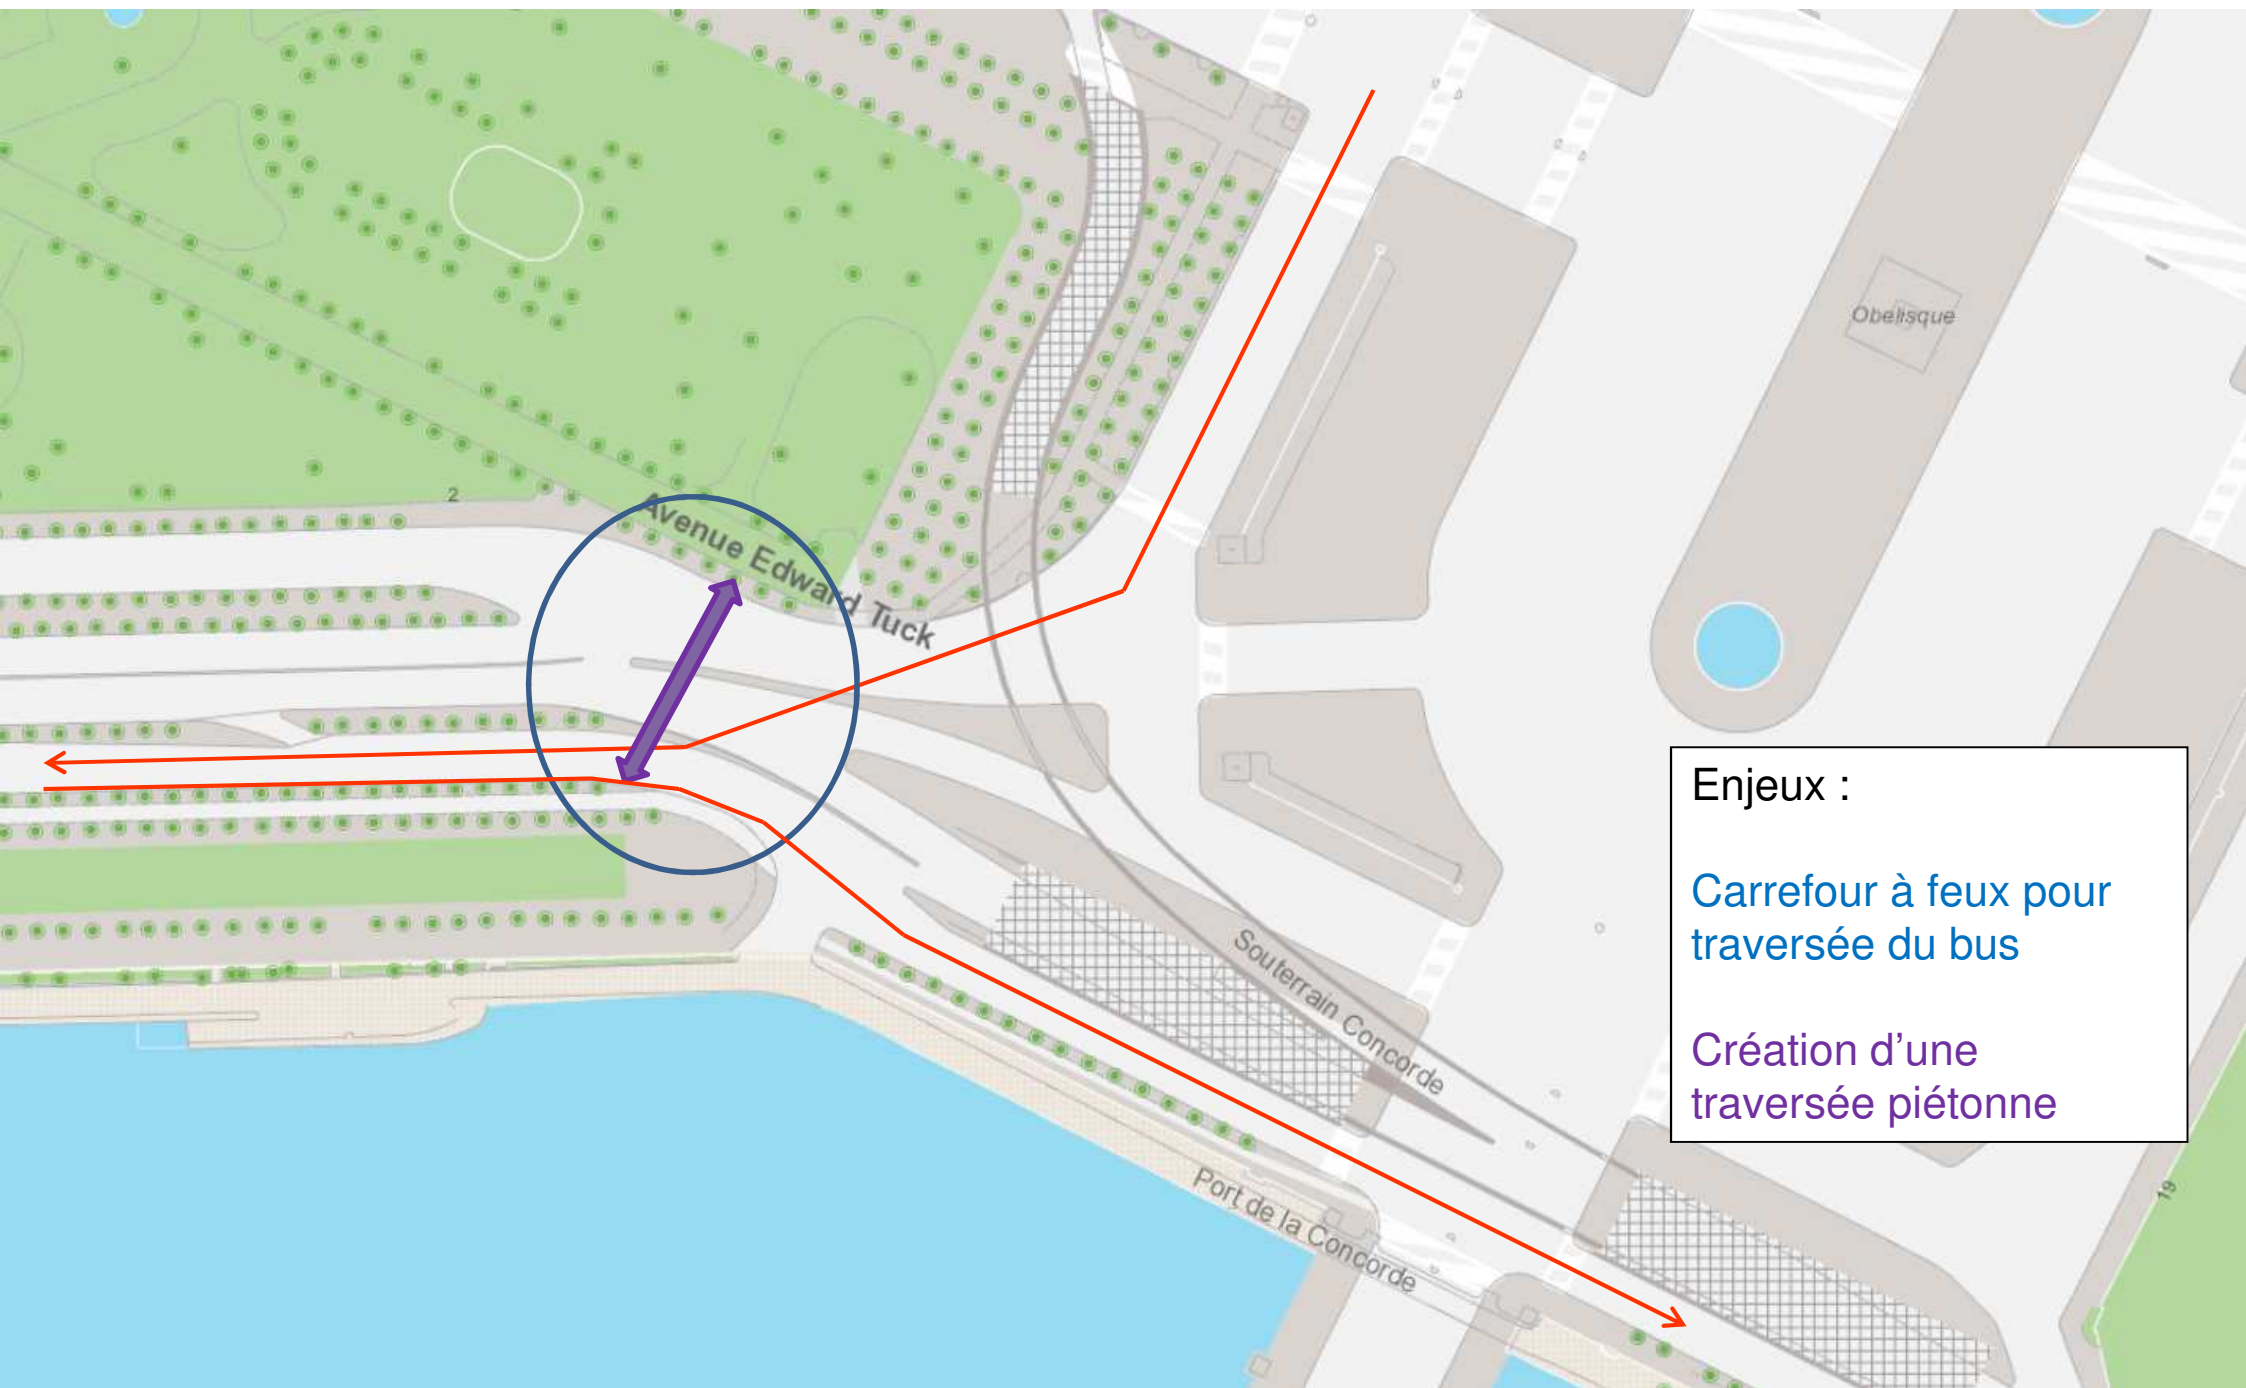 Obelisque
2
Avenue Edward Tuck
Enjeux :
Carrefour à feux pour
traversée du bus
Création d'une
traversée piétonne
Souterrain Concorde
Port de la Concorde
19